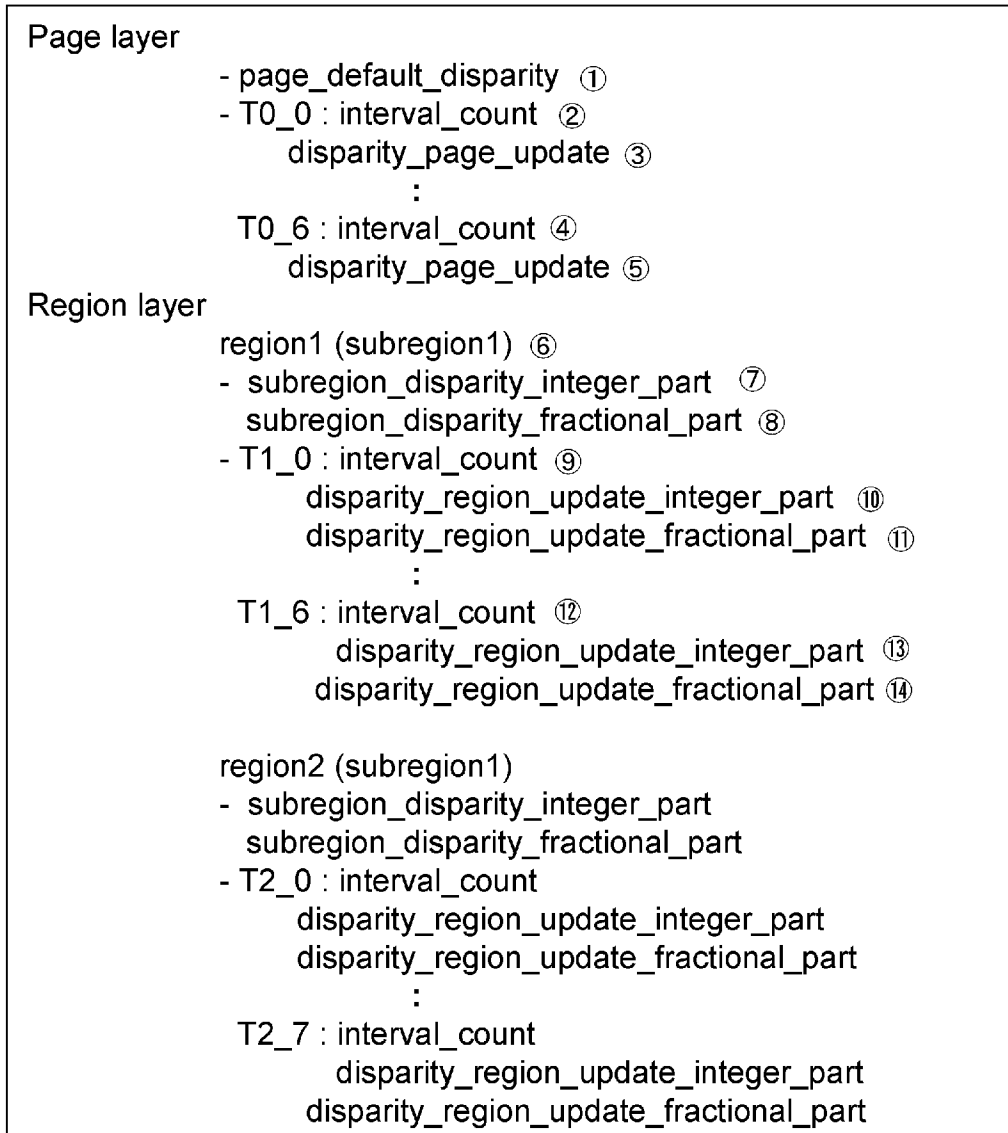 Page layer
- page_default_disparity ①
- T0_0 : interval_count ②
disparity_page_update ③
:
T0_6 : interval_count ④
disparity_page_update ⑤
Region layer
region1 (subregion1) ⑥
- subregion_disparity_integer_part ⑦
subregion_disparity_fractional_part ⑧
- T1_0 : interval_count ⑨
disparity_region_update_integer_part ⑩
disparity_region_update_fractional_part ⑪
:
T1_6 : interval_count ⑫
disparity_region_update_integer_part ⑬
disparity_region_update_fractional_part ⑭
region2 (subregion1)
- subregion_disparity_integer_part
subregion_disparity_fractional_part
- T2_0 : interval_count
disparity_region_update_integer_part
disparity_region_update_fractional_part
:
T2_7 : interval_count
disparity_region_update_integer_part
disparity_region_update_fractional_part